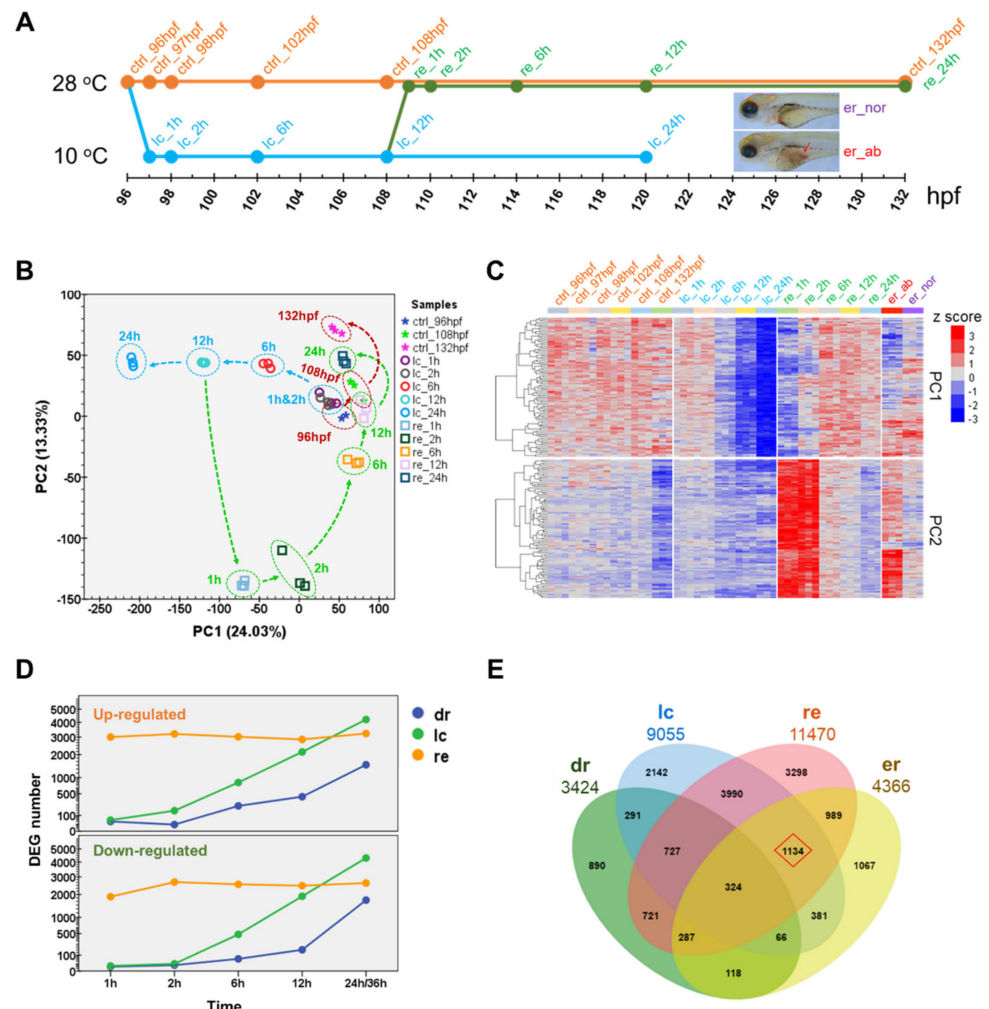 A
ctrl_96hpf
ctrl_97hpf
ctrl_98hpf
ctrl_102hpf
ctrl_108hpf
re_1h
re_2h
re_6h
re_12h
ctrl_132hpf
re_24h
28 °C
lc_1h
lc_2h
lc_6h
lc_12h
lc_24h
er_nor
er_ab
10 °C
96 98 100 102 104 106 108 110 112 114 116 118 120 122 124 126 128 130 132 hpf
B
100
50
0
-50
-100
-150
PC2 (13.33%)
-250 -200 -150 -100 -50 0 50 100
PC1 (24.03%)
132hpf
24h
12h
6h
24h
108hpf
1h&2h
96hpf
12h
6h
1h
2h
Samples
ctrl_96hpf
ctrl_108hpf
ctrl_132hpf
lc_1h
lc_2h
lc_6h
lc_12h
lc_24h
re_1h
re_2h
re_6h
re_12h
re_24h
C
ctrl_96hpf
ctrl_97hpf
ctrl_98hpf
ctrl_102hpf
ctrl_108hpf
ctrl_132hpf
lc_1h
lc_2h
lc_6h
lc_12h
lc_24h
re_1h
re_2h
re_6h
re_12h
re_24h
er_ab
er_nor
z score
3
2
1
0
-1
-2
-3
PC1
PC2
D
Up-regulated
5000
4000
3000
2000
1000
500
100
0
DEG number
Down-regulated
5000
4000
3000
2000
1000
500
100
0
1h 2h 6h 12h 24h/36h
Time
dr
lc
re
E
lc
9055
re
11470
dr
3424
er
4366
2142
3298
3990
291
989
890
727
1134
1067
324
721
381
287
66
118